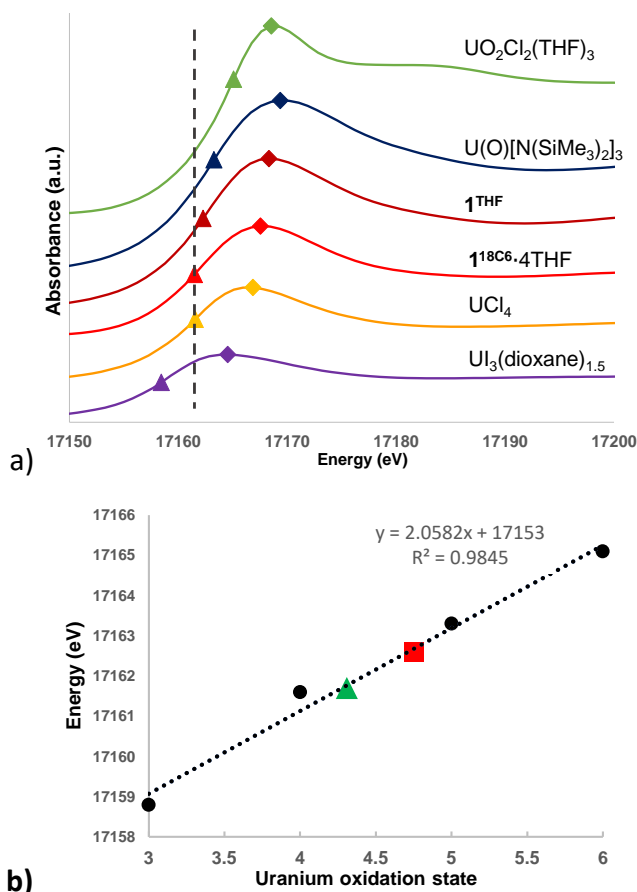 UO₂Cl₂(THF)₃
U(O)[N(SiMe₃)₂]₃
1ᵀᴴᶠ
1¹⁸ᶜ⁶·4THF
UCl₄
UI₃(dioxane)₁.₅
Absorbance (a.u.)
17150 17160 17170 17180 17190 17200
Energy (eV)
a)
17166
17165
17164
17163
17162
17161
17160
17159
17158
y = 2.0582x + 17153
R² = 0.9845
Energy (eV)
3 3.5 4 4.5 5 5.5 6
Uranium oxidation state
b)